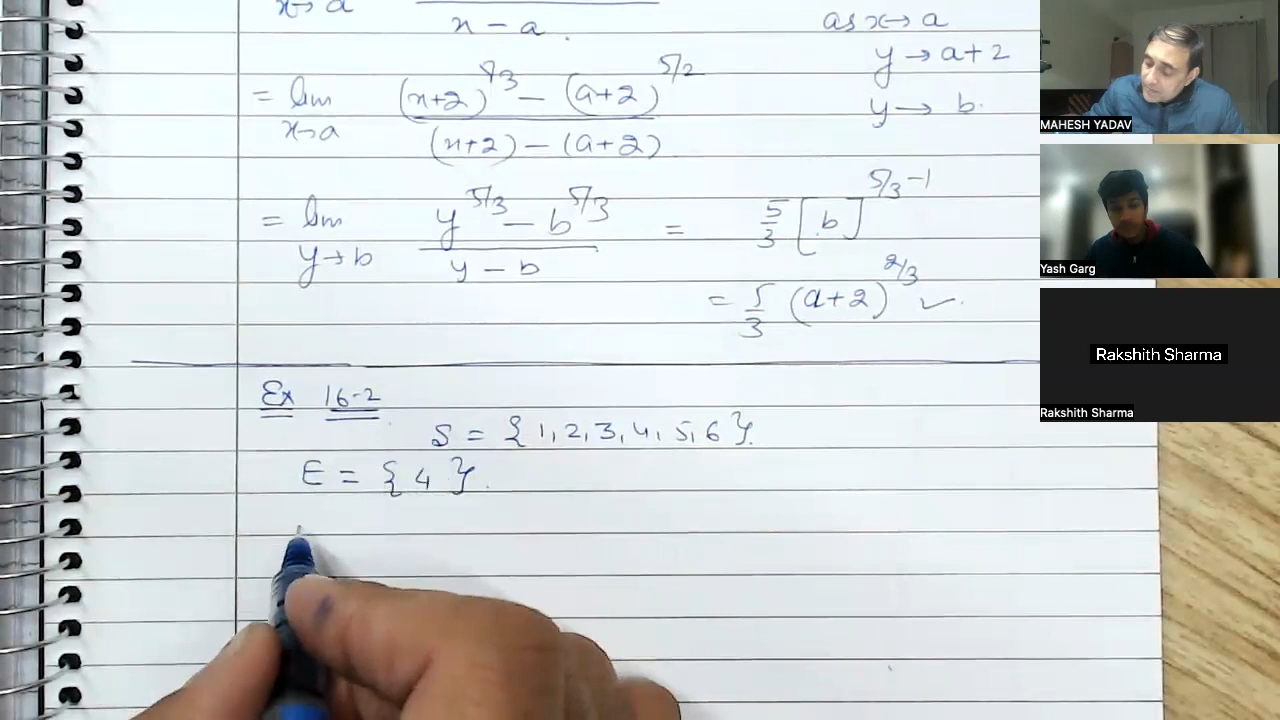 x→a x - a . as x→a
y → a+2
= lim (x+2)^5/3 - (a+2)^5/2
x→a (x+2) - (a+2)
y → b.
= lim y^5/3 - b^5/3 = 5/3 [b]^5/3-1
y→b y - b
= 5/3 (a+2)^2/3 ✓.
Ex 16-2
S = { 1, 2, 3, 4, 5, 6 }.
E = { 4 }.
MAHESH YADAV
Yash Garg
Rakshith Sharma
Rakshith Sharma